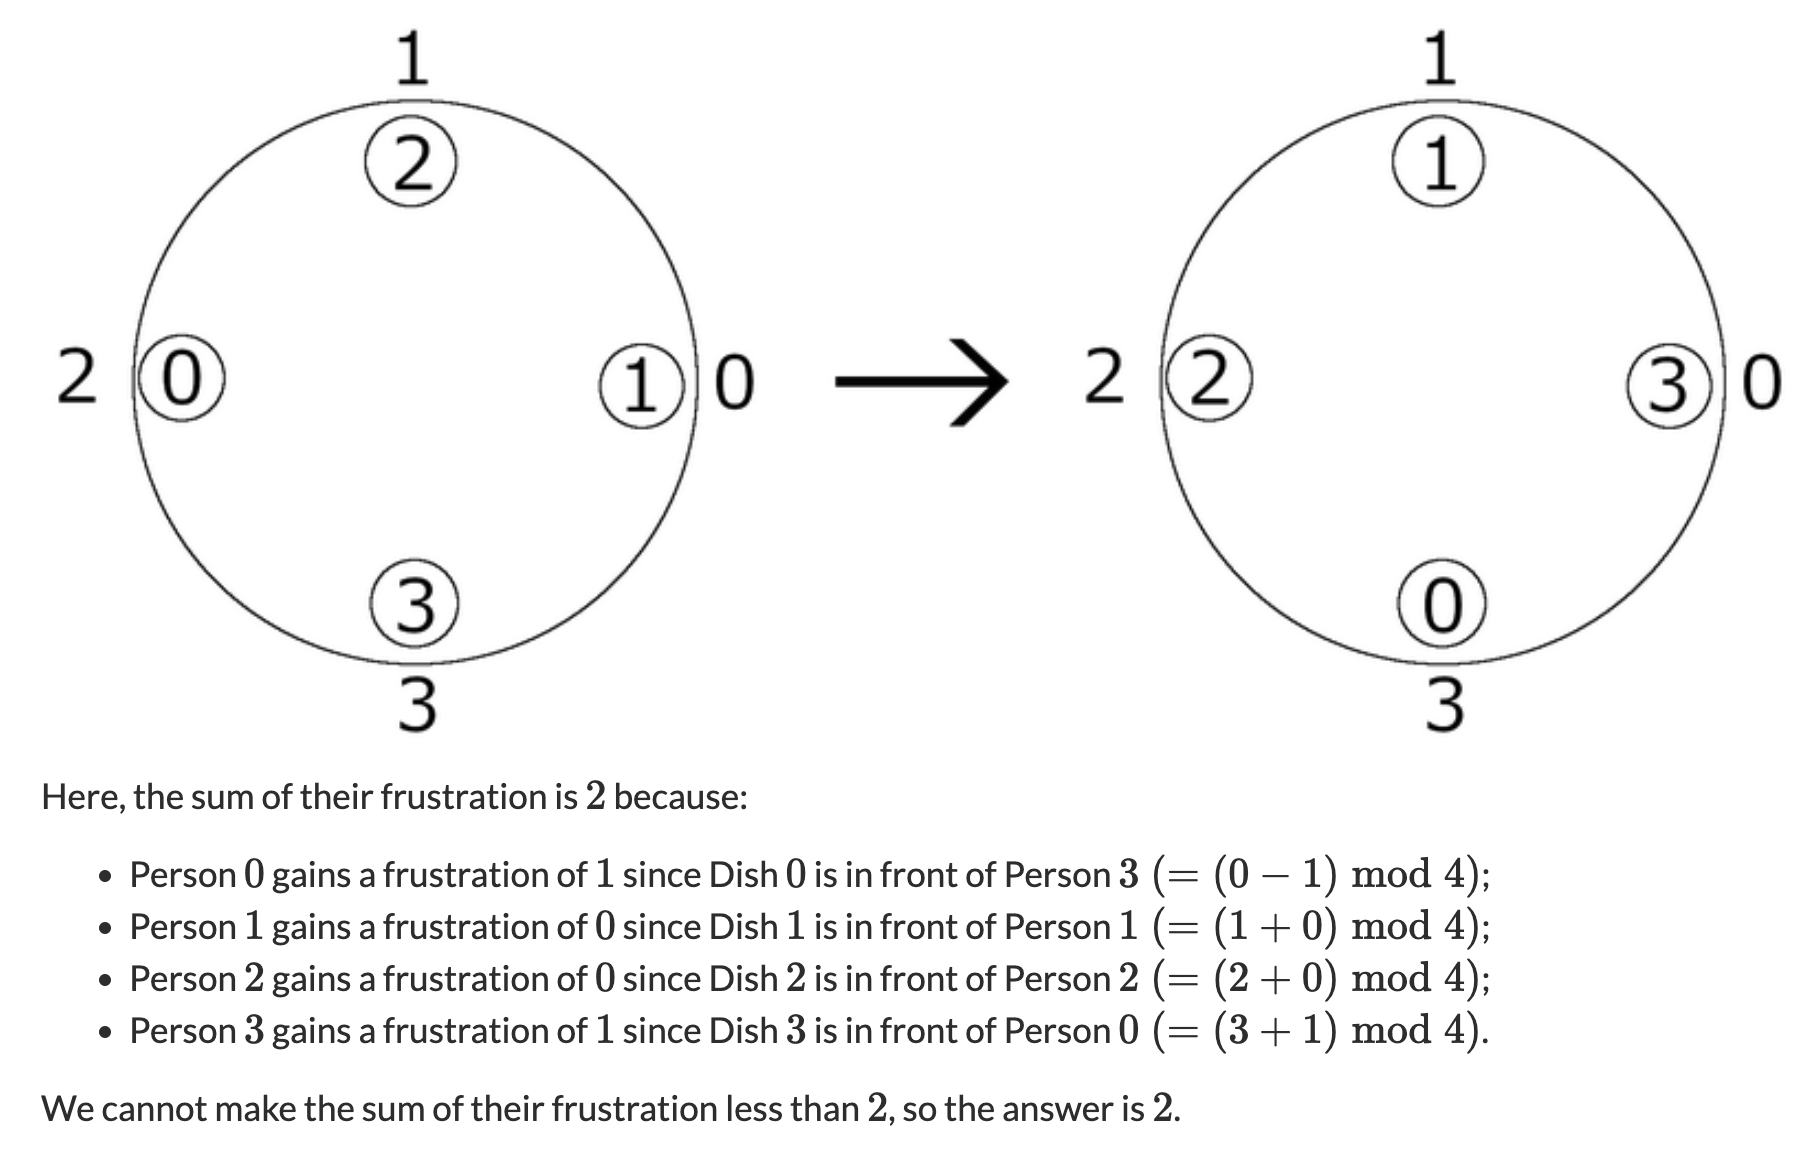 1 1
2 1
2 0 1 0 2 2 3 0
3 0
3 3
Here, the sum of their frustration is 2 because:
• Person 0 gains a frustration of 1 since Dish 0 is in front of Person 3 (= (0 − 1) mod 4);
• Person 1 gains a frustration of 0 since Dish 1 is in front of Person 1 (= (1 + 0) mod 4);
• Person 2 gains a frustration of 0 since Dish 2 is in front of Person 2 (= (2 + 0) mod 4);
• Person 3 gains a frustration of 1 since Dish 3 is in front of Person 0 (= (3 + 1) mod 4).
We cannot make the sum of their frustration less than 2, so the answer is 2.